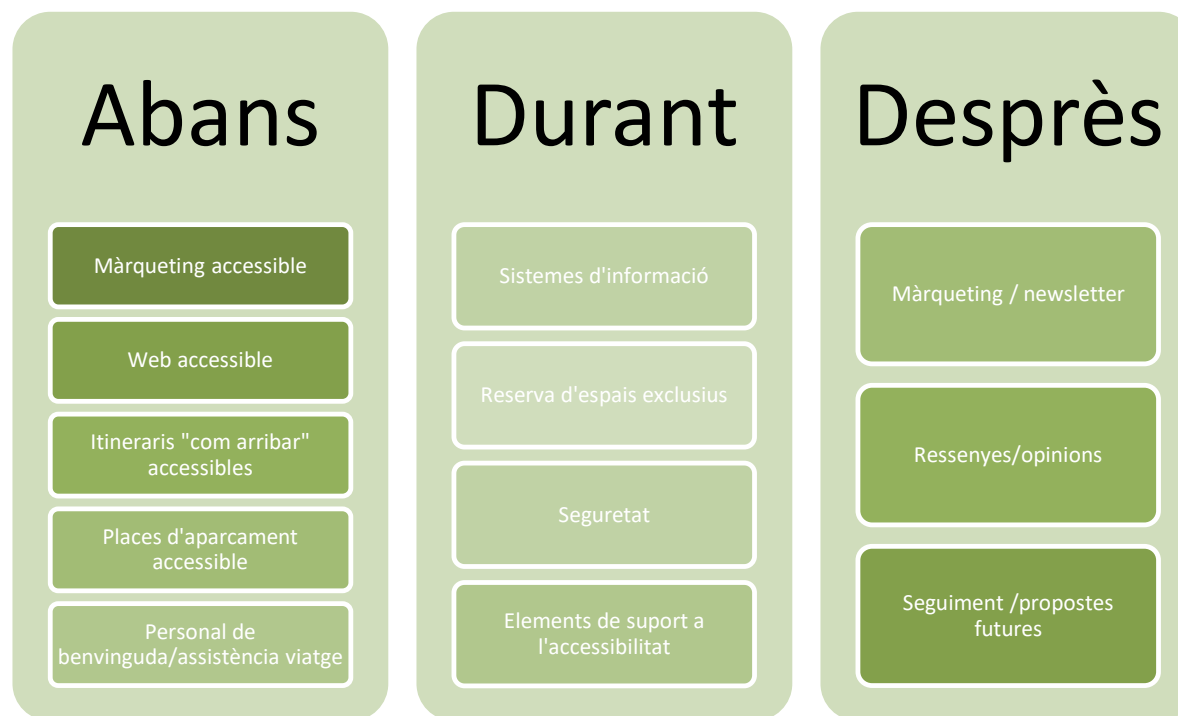 Abans
Màrqueting accessible
Web accessible
Itineraris "com arribar"
accessibles
Places d'aparcament
accessible
Personal de
benvinguda/assistència viatge
Durant
Sistemes d'informació
Reserva d'espais exclusius
Seguretat
Elements de suport a
l'accessibilitat
Desprès
Màrqueting / newsletter
Ressenyes/opinions
Seguiment /propostes
futures